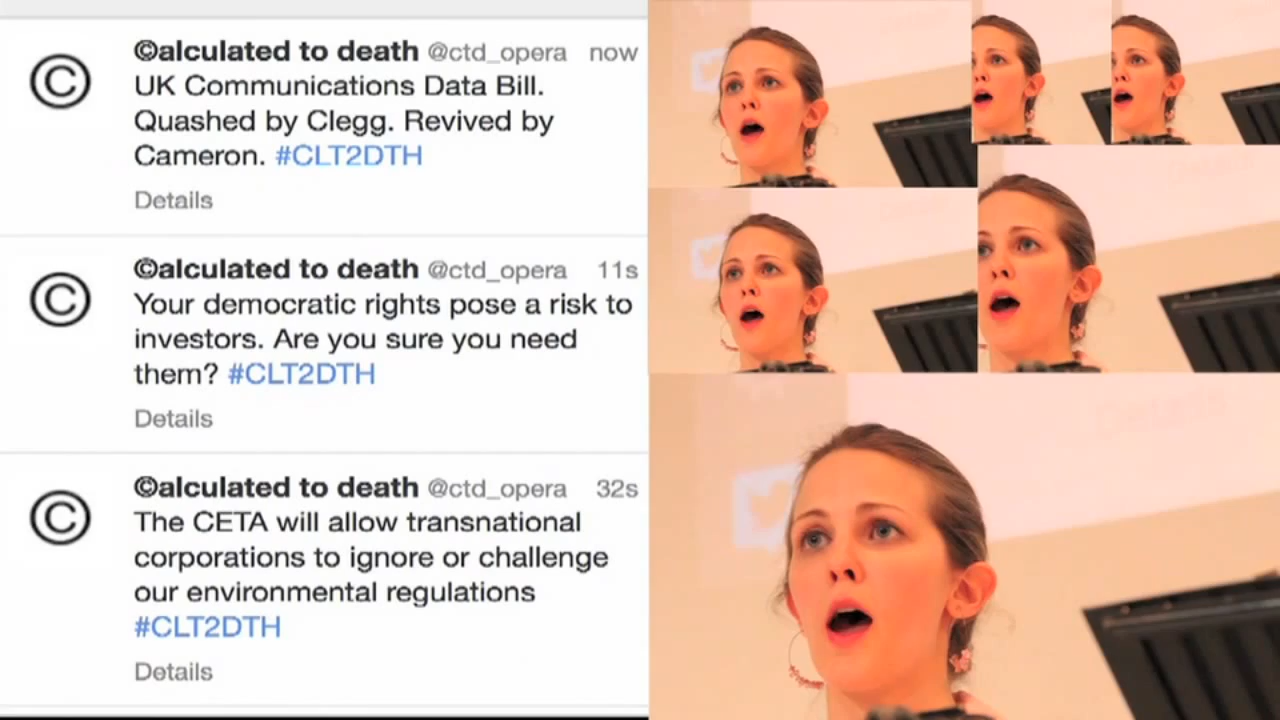 ©alculated to death @ctd_opera now
UK Communications Data Bill.
Quashed by Clegg. Revived by
Cameron. #CLT2DTH
Details
©alculated to death @ctd_opera 11s
Your democratic rights pose a risk to
investors. Are you sure you need
them? #CLT2DTH
Details
©alculated to death @ctd_opera 32s
The CETA will allow transnational
corporations to ignore or challenge
our environmental regulations
#CLT2DTH
Details